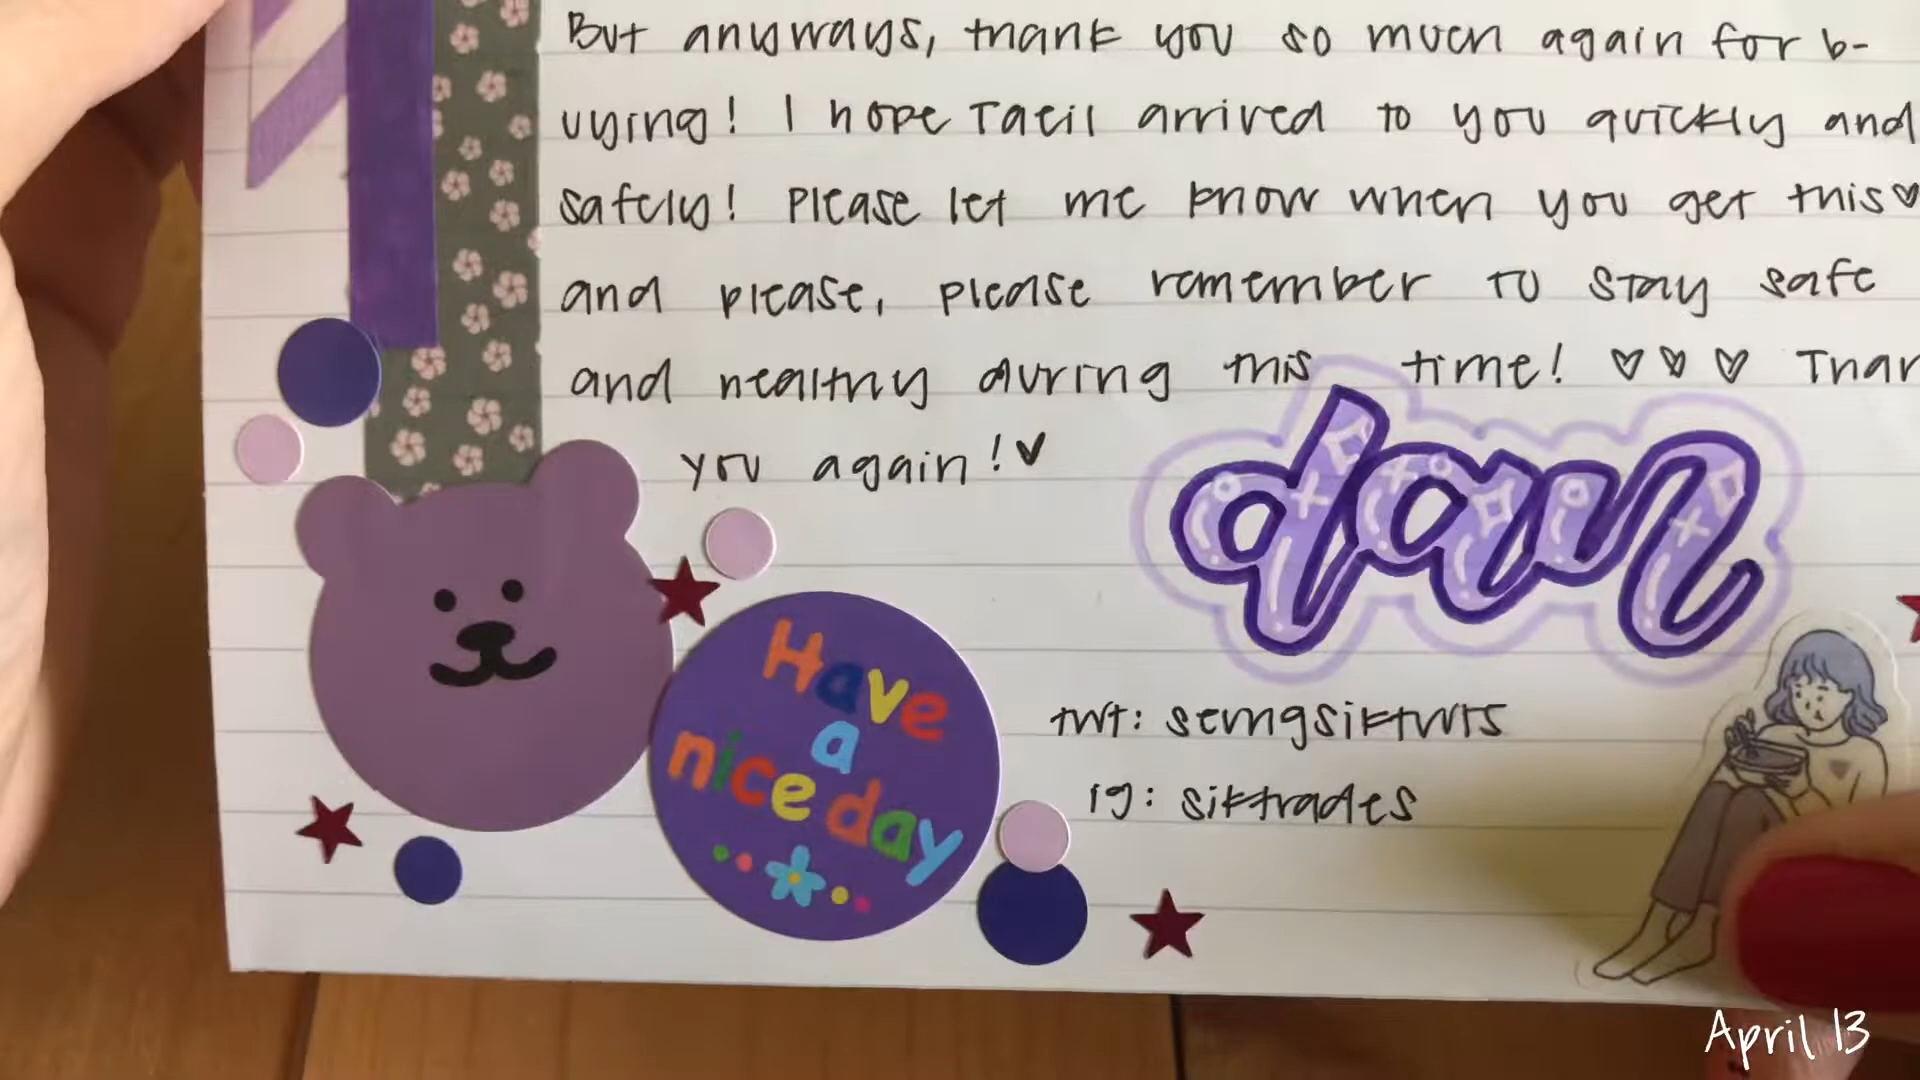 But anyways, thank you so much again for b-
uying! I hope Taeil arrived to you quickly and
safely! Please let me know when you get this♡
and please, please remember to stay safe
and healthy during this time! ♡♡♡ Than
you again!♥
dawn
Have
a
nice day
twt: semgsiktwts
ig: siktrades
April 13